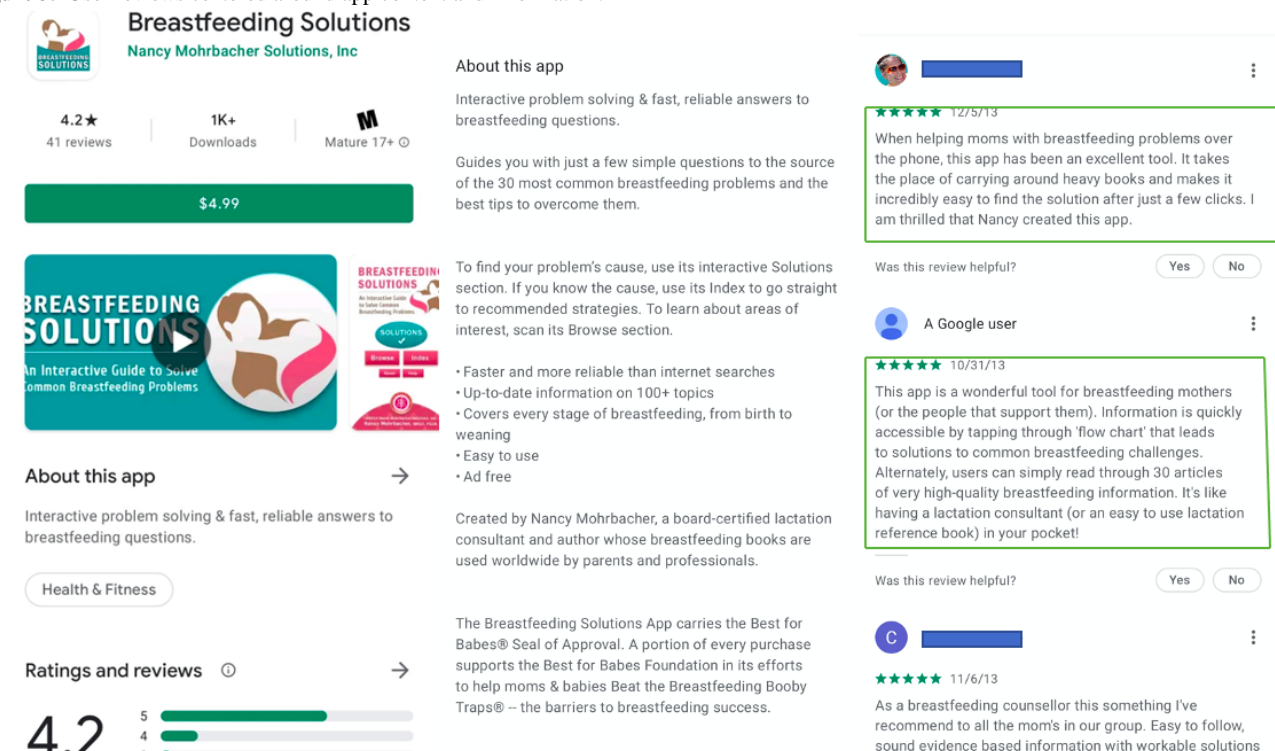 Breastfeeding Solutions
Nancy Mohrbacher Solutions, Inc
BREASTFEEDING
SOLUTIONS
4.2★
41 reviews
1K+
Downloads
Mature 17+
$4.99
BREASTFEEDING
SOLUTIONS
An Interactive Guide to Solve
Common Breastfeeding Problems
BREASTFEEDIN
SOLUTIONS
An Interactive Guide
to Solve Common
Breastfeeding Problems
SOLUTIONS
Browse
Index
About this app
Interactive problem solving & fast, reliable answers to
breastfeeding questions.
Health & Fitness
Ratings and reviews
4.2
5
4
About this app
Interactive problem solving & fast, reliable answers to
breastfeeding questions.
Guides you with just a few simple questions to the source
of the 30 most common breastfeeding problems and the
best tips to overcome them.
To find your problem's cause, use its interactive Solutions
section. If you know the cause, use its Index to go straight
to recommended strategies. To learn about areas of
interest, scan its Browse section.
• Faster and more reliable than internet searches
• Up-to-date information on 100+ topics
• Covers every stage of breastfeeding, from birth to
weaning
• Easy to use
• Ad free
Created by Nancy Mohrbacher, a board-certified lactation
consultant and author whose breastfeeding books are
used worldwide by parents and professionals.
The Breastfeeding Solutions App carries the Best for
Babes® Seal of Approval. A portion of every purchase
supports the Best for Babes Foundation in its efforts
to help moms & babies Beat the Breastfeeding Booby
Traps® -- the barriers to breastfeeding success.
★★★★★ 12/5/13
When helping moms with breastfeeding problems over
the phone, this app has been an excellent tool. It takes
the place of carrying around heavy books and makes it
incredibly easy to find the solution after just a few clicks. I
am thrilled that Nancy created this app.
Was this review helpful?
Yes
No
A Google user
★★★★★ 10/31/13
This app is a wonderful tool for breastfeeding mothers
(or the people that support them). Information is quickly
accessible by tapping through 'flow chart' that leads
to solutions to common breastfeeding challenges.
Alternately, users can simply read through 30 articles
of very high-quality breastfeeding information. It's like
having a lactation consultant (or an easy to use lactation
reference book) in your pocket!
Was this review helpful?
Yes
No
C
★★★★★ 11/6/13
As a breastfeeding counsellor this something I've
recommend to all the mom's in our group. Easy to follow,
sound evidence based information with workable solutions